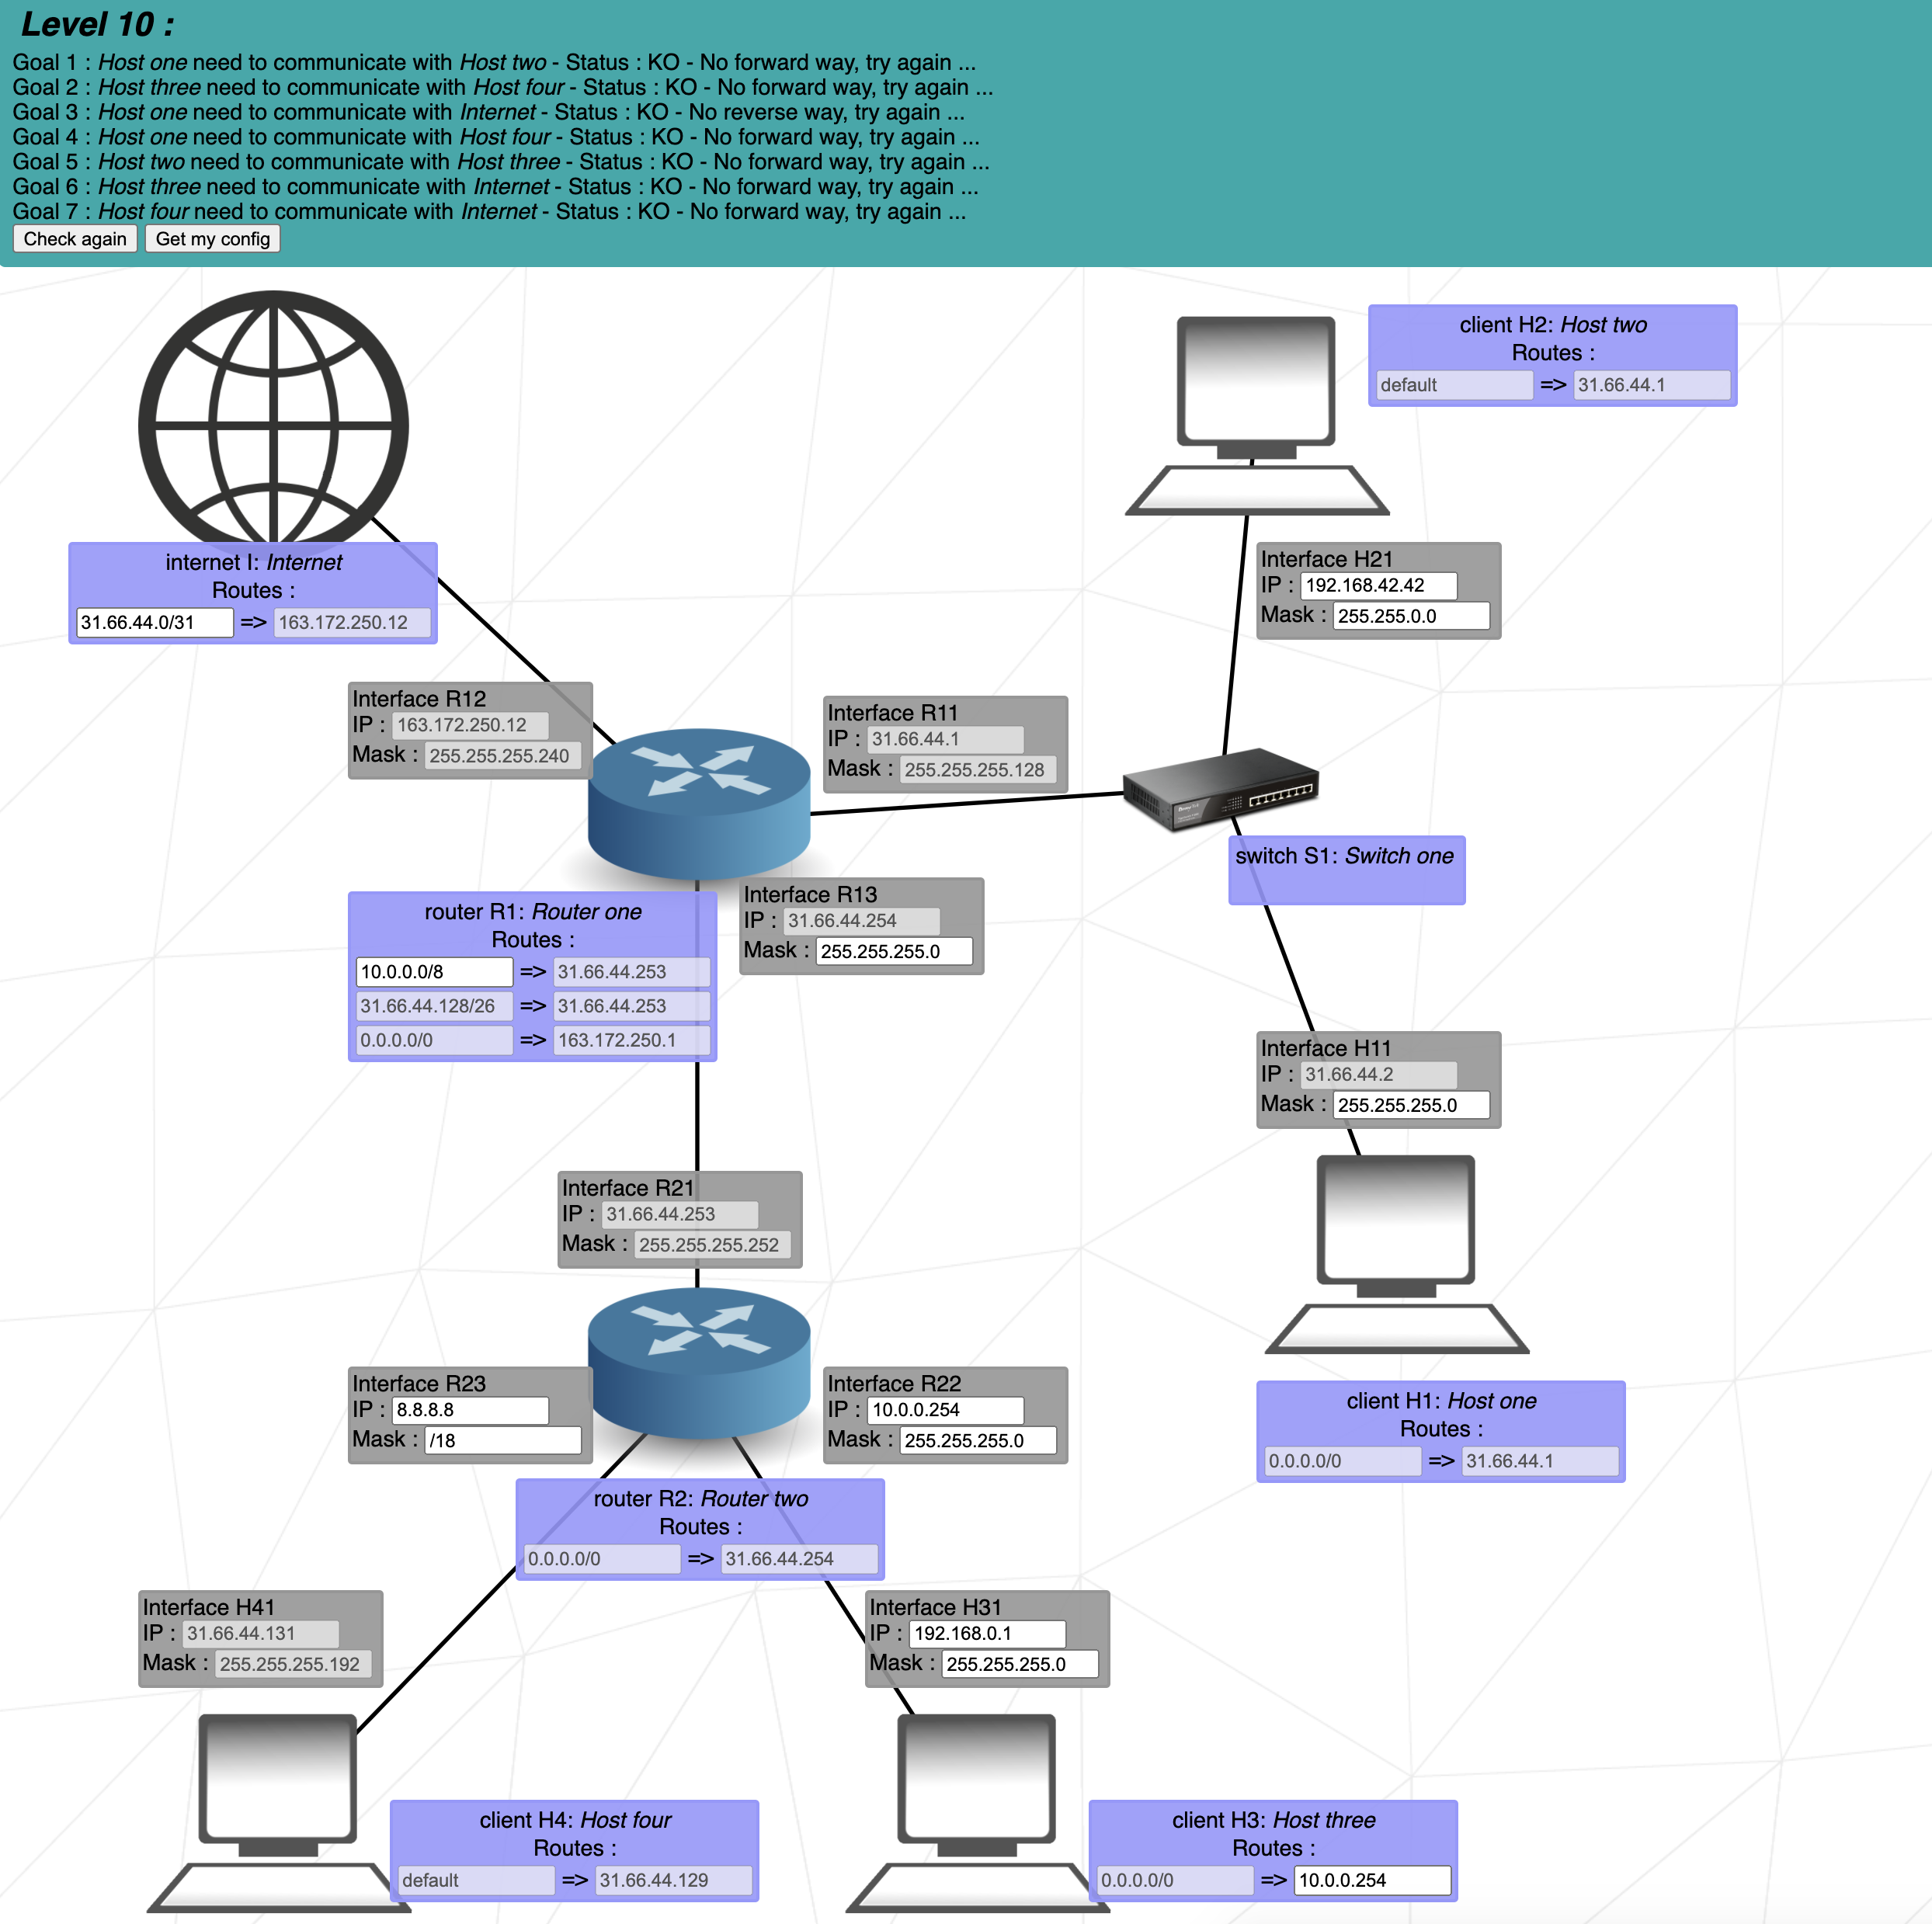 Level 10 :
Goal 1 : Host one need to communicate with Host two - Status : KO - No forward way, try again ...
Goal 2 : Host three need to communicate with Host four - Status : KO - No forward way, try again ...
Goal 3 : Host one need to communicate with Internet - Status : KO - No reverse way, try again ...
Goal 4 : Host one need to communicate with Host four - Status : KO - No forward way, try again ...
Goal 5 : Host two need to communicate with Host three - Status : KO - No forward way, try again ...
Goal 6 : Host three need to communicate with Internet - Status : KO - No forward way, try again ...
Goal 7 : Host four need to communicate with Internet - Status : KO - No forward way, try again ...
Check again Get my config
client H2: Host two
Routes :
default => 31.66.44.1
internet I: Internet
Routes :
31.66.44.0/31 => 163.172.250.12
Interface H21
IP : 192.168.42.42
Mask : 255.255.0.0
Interface R12
IP : 163.172.250.12
Mask : 255.255.255.240
Interface R11
IP : 31.66.44.1
Mask : 255.255.255.128
switch S1: Switch one
Interface R13
IP : 31.66.44.254
Mask : 255.255.255.0
router R1: Router one
Routes :
10.0.0.0/8 => 31.66.44.253
31.66.44.128/26 => 31.66.44.253
0.0.0.0/0 => 163.172.250.1
Interface H11
IP : 31.66.44.2
Mask : 255.255.255.0
Interface R21
IP : 31.66.44.253
Mask : 255.255.255.252
Interface R23
IP : 8.8.8.8
Mask : /18
Interface R22
IP : 10.0.0.254
Mask : 255.255.255.0
client H1: Host one
Routes :
0.0.0.0/0 => 31.66.44.1
router R2: Router two
Routes :
0.0.0.0/0 => 31.66.44.254
Interface H41
IP : 31.66.44.131
Mask : 255.255.255.192
Interface H31
IP : 192.168.0.1
Mask : 255.255.255.0
client H4: Host four
Routes :
default => 31.66.44.129
client H3: Host three
Routes :
0.0.0.0/0 => 10.0.0.254